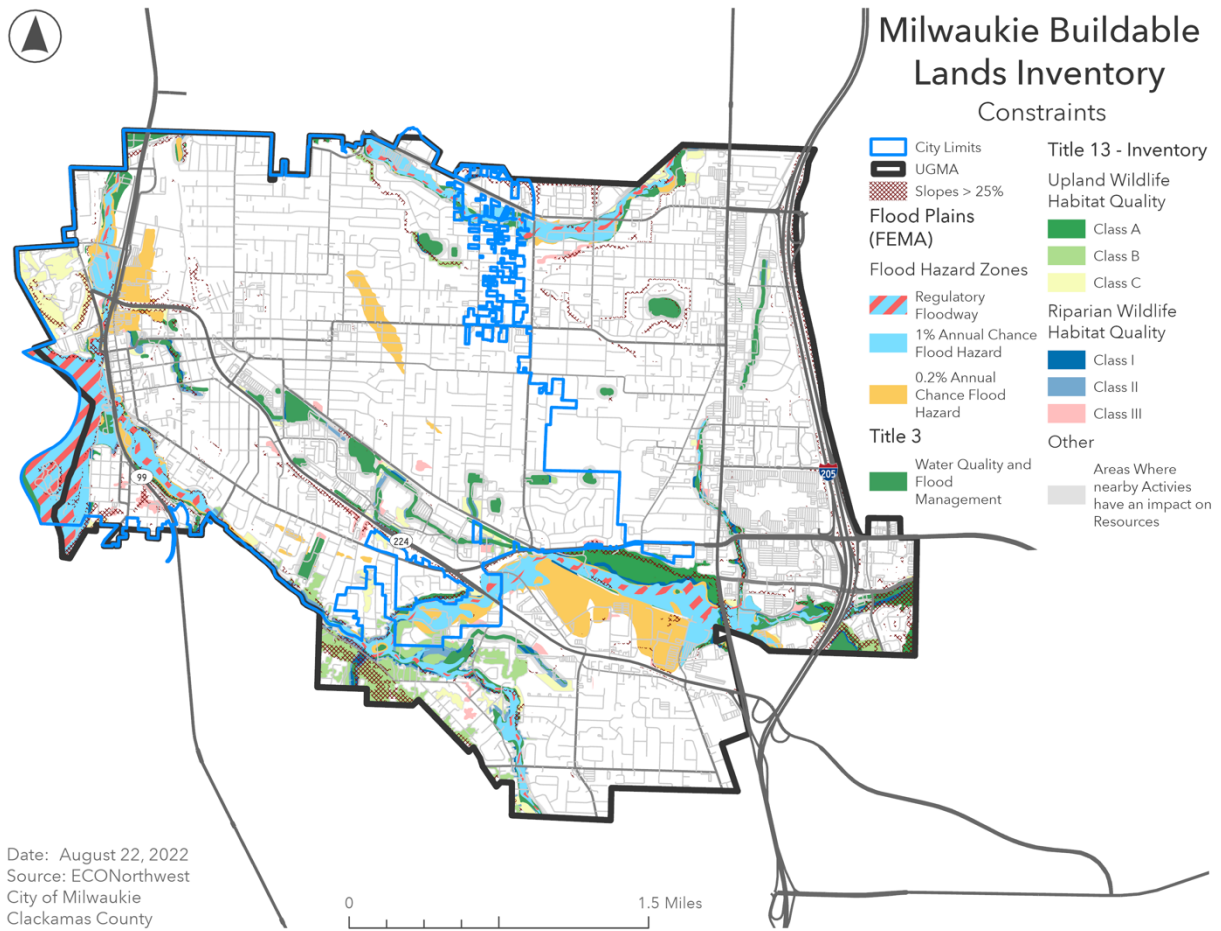 Milwaukie Buildable
Lands Inventory
Constraints
City Limits
UGMA
Slopes > 25%
Flood Plains
(FEMA)
Flood Hazard Zones
Regulatory
Floodway
1% Annual Chance
Flood Hazard
0.2% Annual
Chance Flood
Hazard
Title 3
Water Quality and
Flood
Management
Title 13 - Inventory
Upland Wildlife
Habitat Quality
Class A
Class B
Class C
Riparian Wildlife
Habitat Quality
Class I
Class II
Class III
Other
Areas Where
nearby Activies
have an impact on
Resources
205
99
224
Date: August 22, 2022
Source: ECONorthwest
City of Milwaukie
Clackamas County
0 1.5 Miles